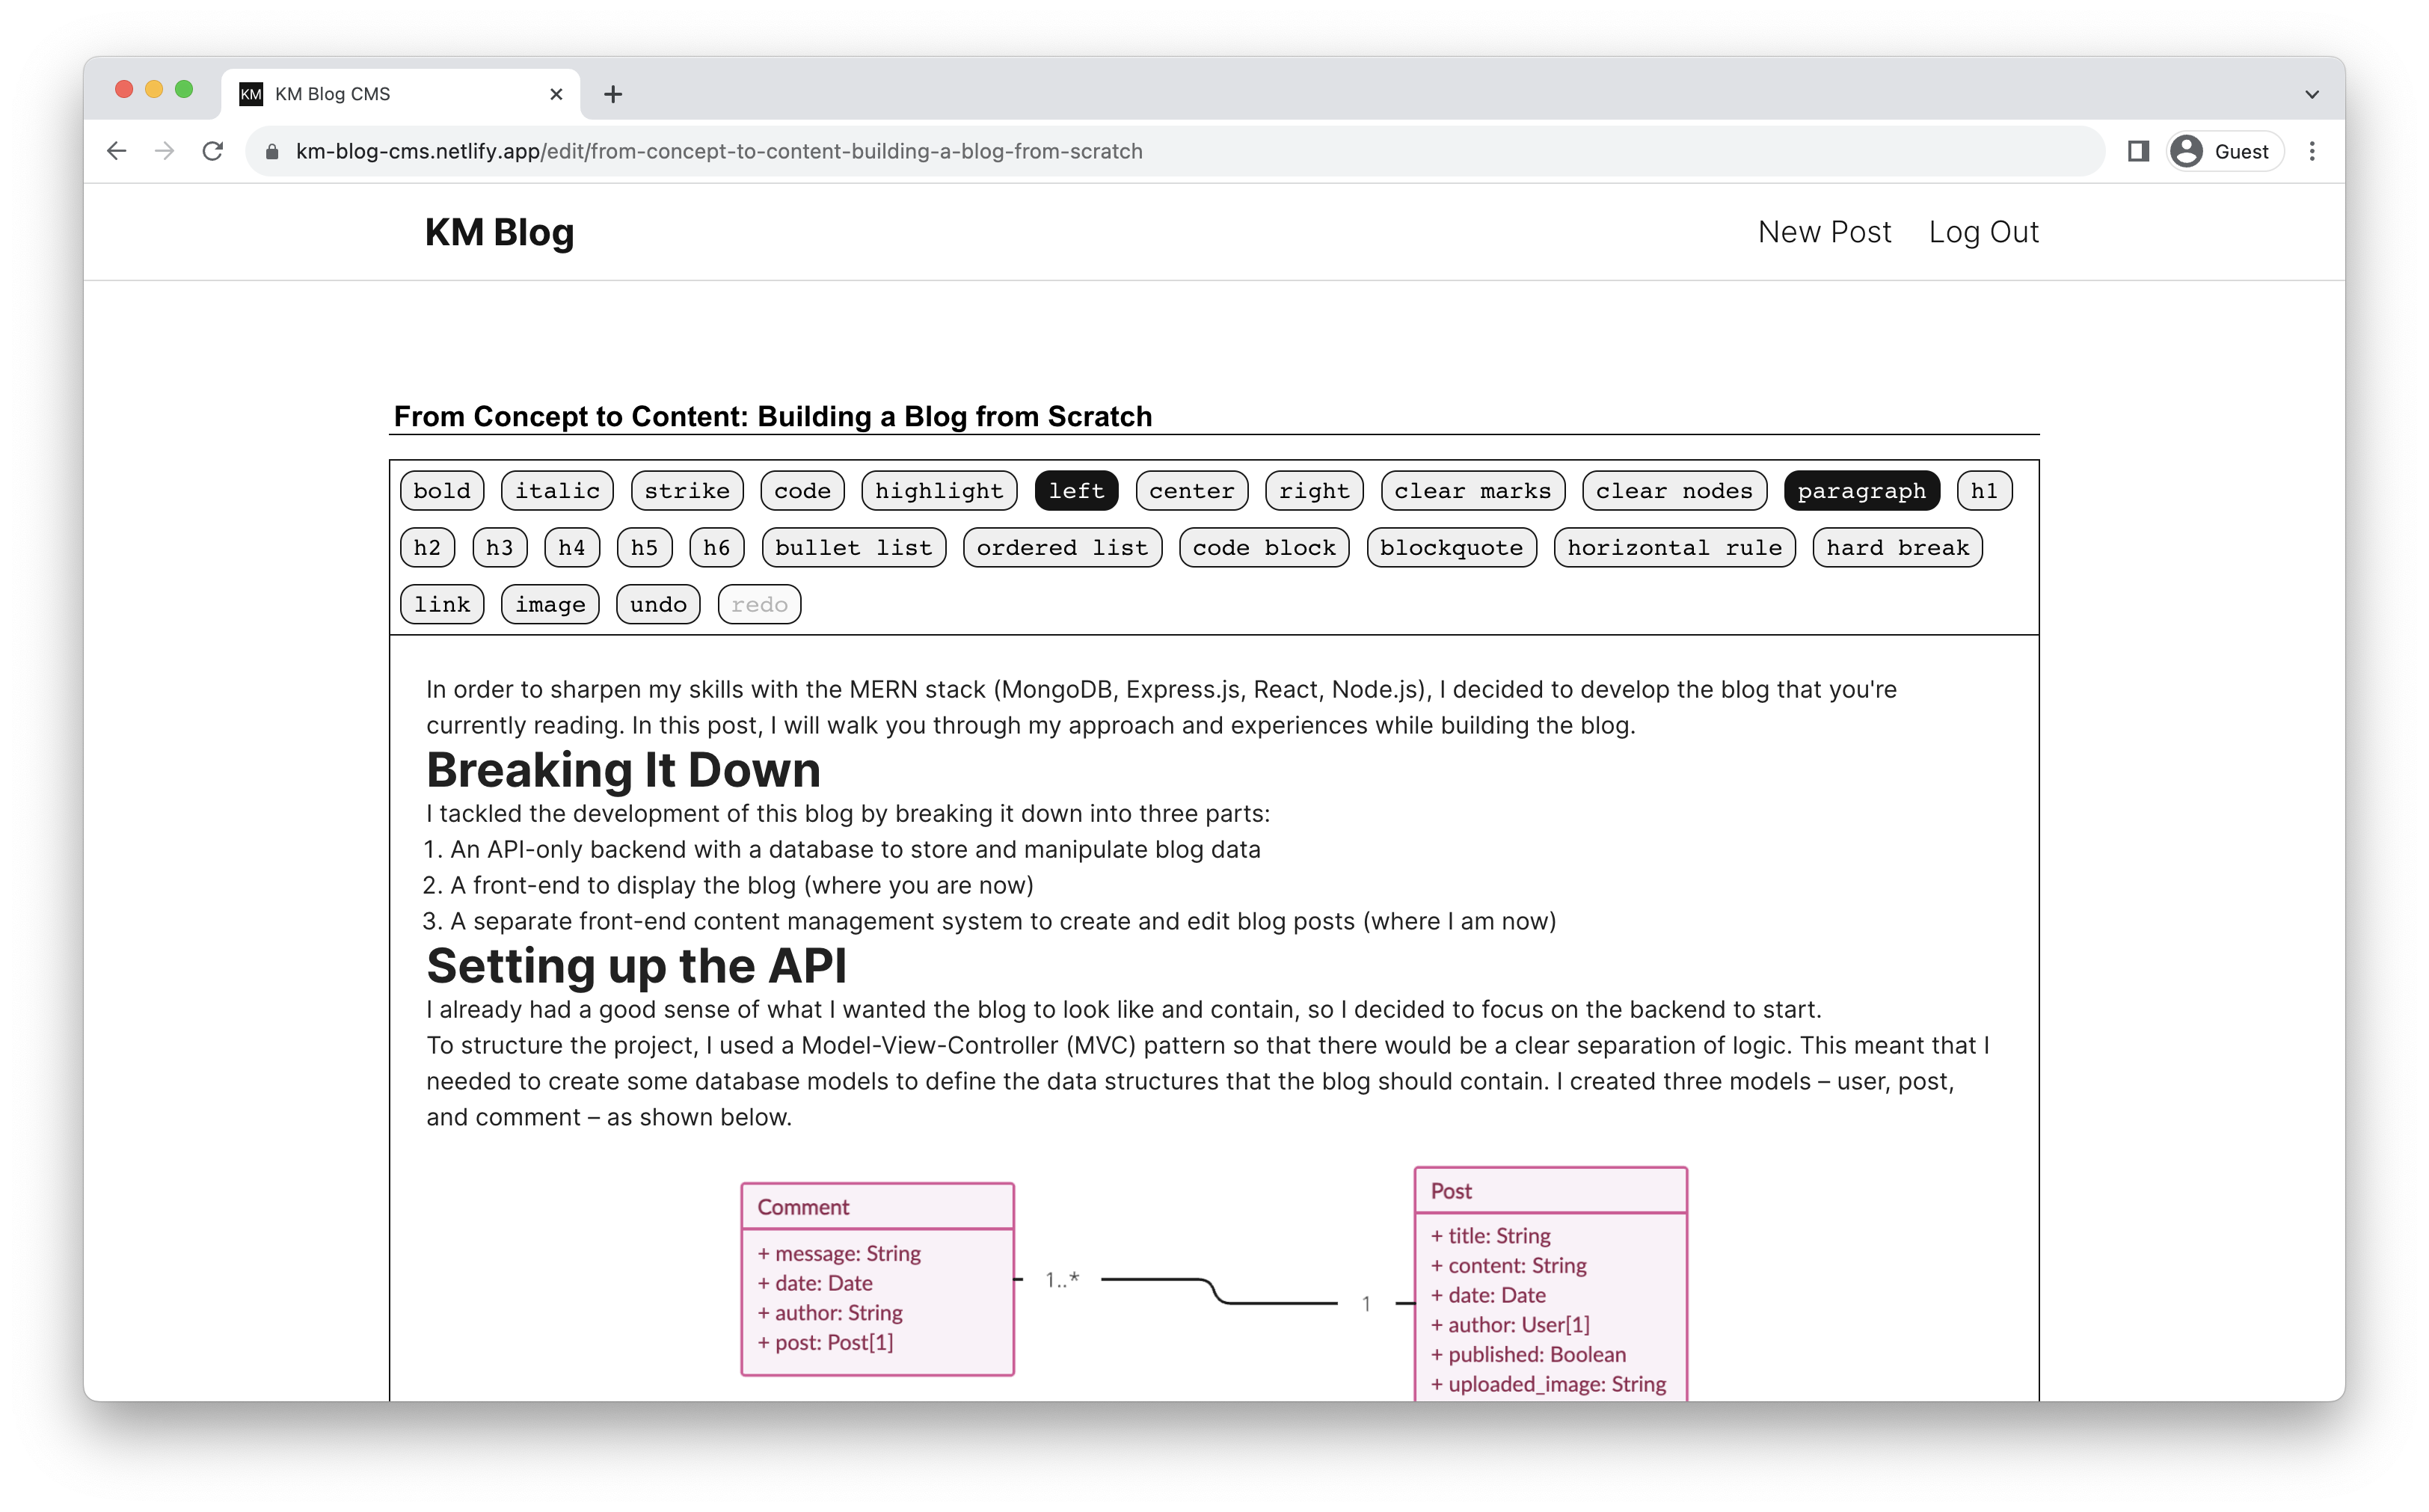 KM KM Blog CMS
km-blog-cms.netlify.app/edit/from-concept-to-content-building-a-blog-from-scratch
Guest
KM Blog
New Post Log Out
From Concept to Content: Building a Blog from Scratch
bold italic strike code highlight left center right clear marks clear nodes paragraph h1
h2 h3 h4 h5 h6 bullet list ordered list code block blockquote horizontal rule hard break
link image undo redo
In order to sharpen my skills with the MERN stack (MongoDB, Express.js, React, Node.js), I decided to develop the blog that you're
currently reading. In this post, I will walk you through my approach and experiences while building the blog.
Breaking It Down
I tackled the development of this blog by breaking it down into three parts:
1. An API-only backend with a database to store and manipulate blog data
2. A front-end to display the blog (where you are now)
3. A separate front-end content management system to create and edit blog posts (where I am now)
Setting up the API
I already had a good sense of what I wanted the blog to look like and contain, so I decided to focus on the backend to start.
To structure the project, I used a Model-View-Controller (MVC) pattern so that there would be a clear separation of logic. This meant that I
needed to create some database models to define the data structures that the blog should contain. I created three models – user, post,
and comment – as shown below.
Comment
+ message: String
+ date: Date
+ author: String
+ post: Post[1]
1..*
1
Post
+ title: String
+ content: String
+ date: Date
+ author: User[1]
+ published: Boolean
+ uploaded_image: String